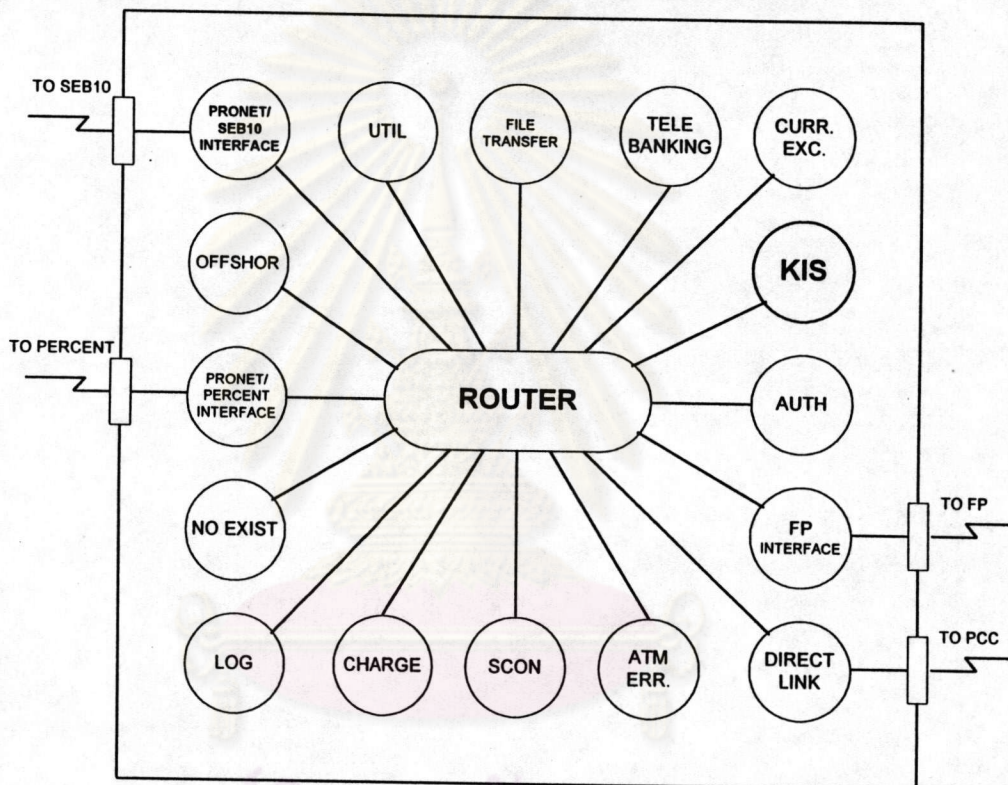 TO SEB10
PRONET/
SEB10
INTERFACE
UTIL
FILE
TRANSFER
TELE
BANKING
CURR.
EXC.
OFFSHOR
KIS
TO PERCENT
PRONET/
PERCENT
INTERFACE
ROUTER
AUTH
NO EXIST
FP
INTERFACE
TO FP
LOG
CHARGE
SCON
ATM
ERR.
DIRECT
LINK
TO PCC